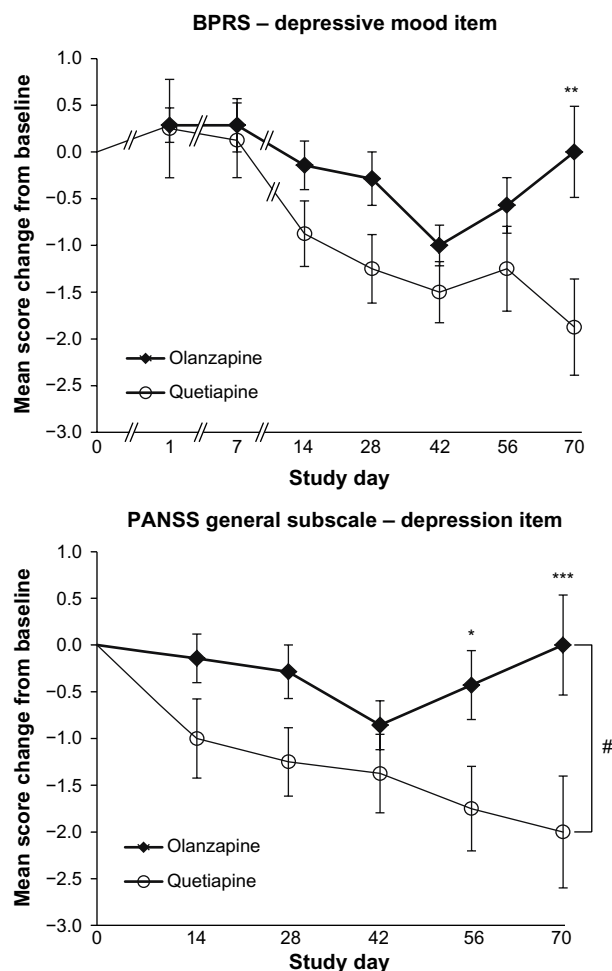 BPRS – depressive mood item
Mean score change from baseline
1.0
0.5
0.0
−0.5
−1.0
−1.5
−2.0
−2.5
−3.0
**
Olanzapine
Quetiapine
0 1 7 14 28 42 56 70
Study day
PANSS general subscale – depression item
Mean score change from baseline
1.0
0.5
0.0
−0.5
−1.0
−1.5
−2.0
−2.5
−3.0
*
***
#
Olanzapine
Quetiapine
0 14 28 42 56 70
Study day